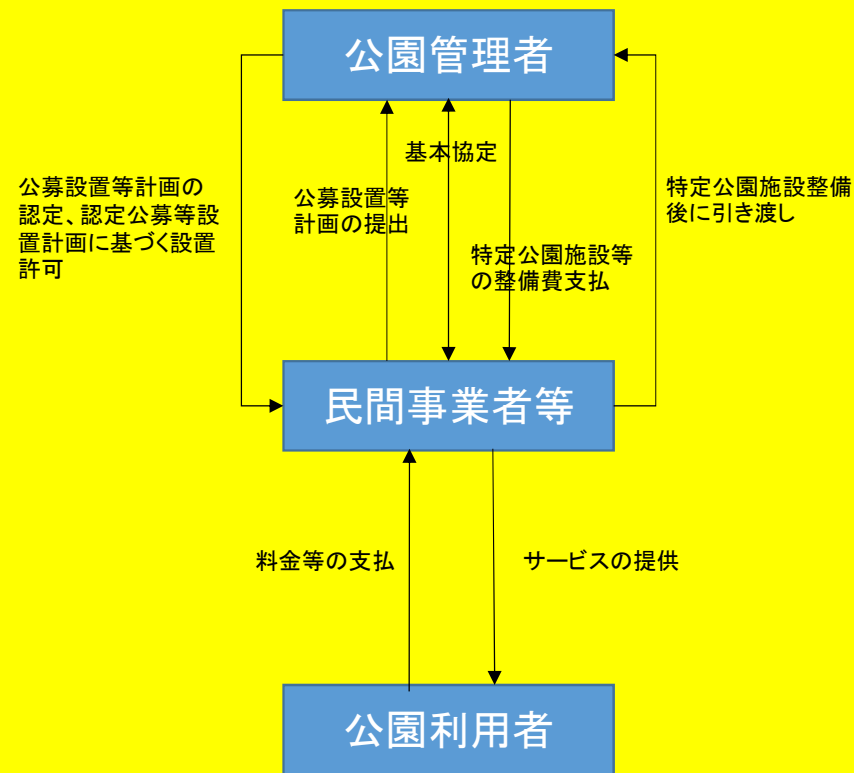 公園管理者
基本協定
公募設置等計画の
認定、認定公募等設
置計画に基づく設置
許可
公募設置等
計画の提出
特定公園施設等
の整備費支払
特定公園施設整備
後に引き渡し
民間事業者等
料金等の支払
サービスの提供
公園利用者